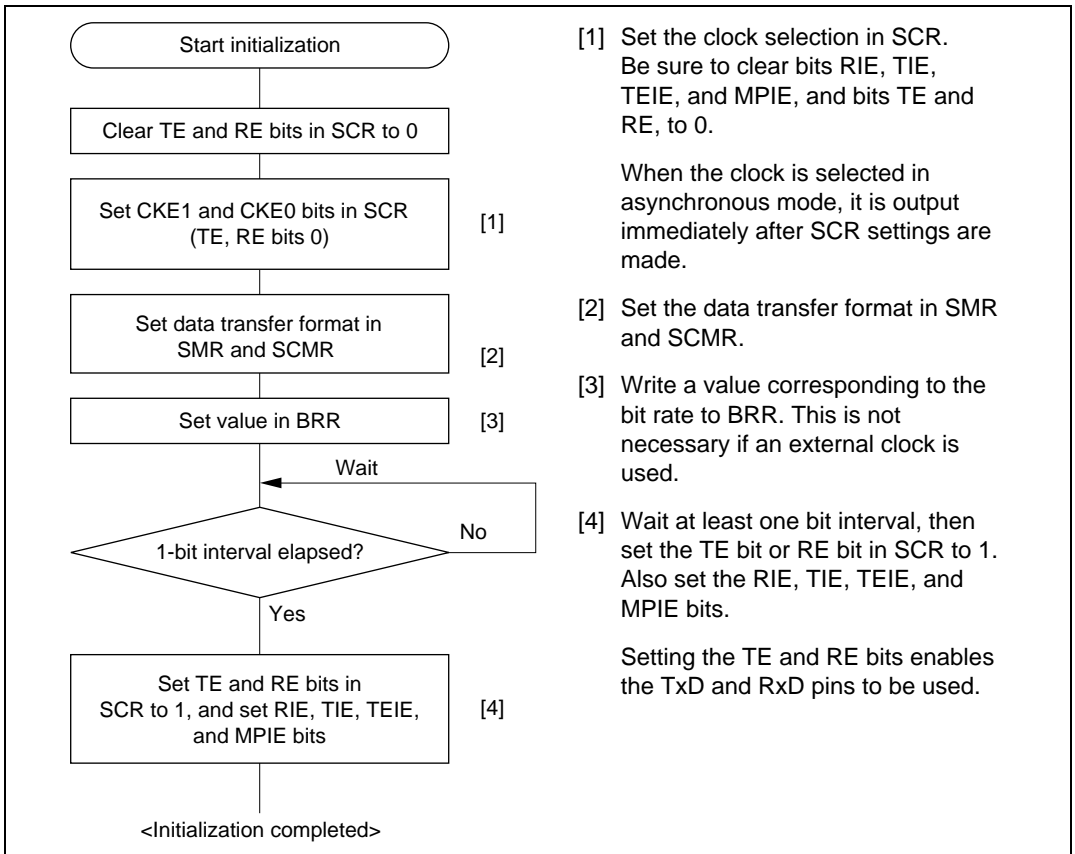 Start initialization
Clear TE and RE bits in SCR to 0
Set CKE1 and CKE0 bits in SCR
(TE, RE bits 0)
[1]
Set data transfer format in
SMR and SCMR
[2]
Set value in BRR
[3]
Wait
1-bit interval elapsed?
No
Yes
Set TE and RE bits in
SCR to 1, and set RIE, TIE, TEIE,
and MPIE bits
[4]
<Initialization completed>
[1] Set the clock selection in SCR.
Be sure to clear bits RIE, TIE,
TEIE, and MPIE, and bits TE and
RE, to 0.
When the clock is selected in
asynchronous mode, it is output
immediately after SCR settings are
made.
[2] Set the data transfer format in SMR
and SCMR.
[3] Write a value corresponding to the
bit rate to BRR. This is not
necessary if an external clock is
used.
[4] Wait at least one bit interval, then
set the TE bit or RE bit in SCR to 1.
Also set the RIE, TIE, TEIE, and
MPIE bits.
Setting the TE and RE bits enables
the TxD and RxD pins to be used.